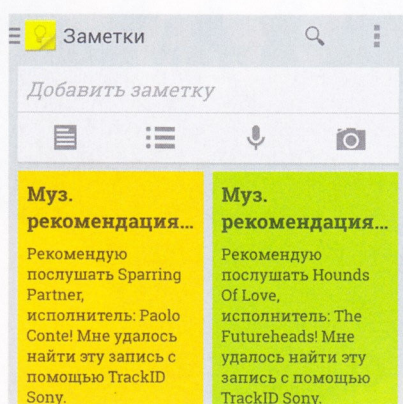 Заметки
Добавить заметку
Муз.
рекомендация...
Рекомендую
послушать Sparring
Partner,
исполнитель: Paolo
Conte! Мне удалось
найти эту запись с
помощью TrackID
Sony.
Муз.
рекомендация...
Рекомендую
послушать Hounds
Of Love,
исполнитель: The
Futureheads! Мне
удалось найти эту
запись с помощью
TrackID Sony.